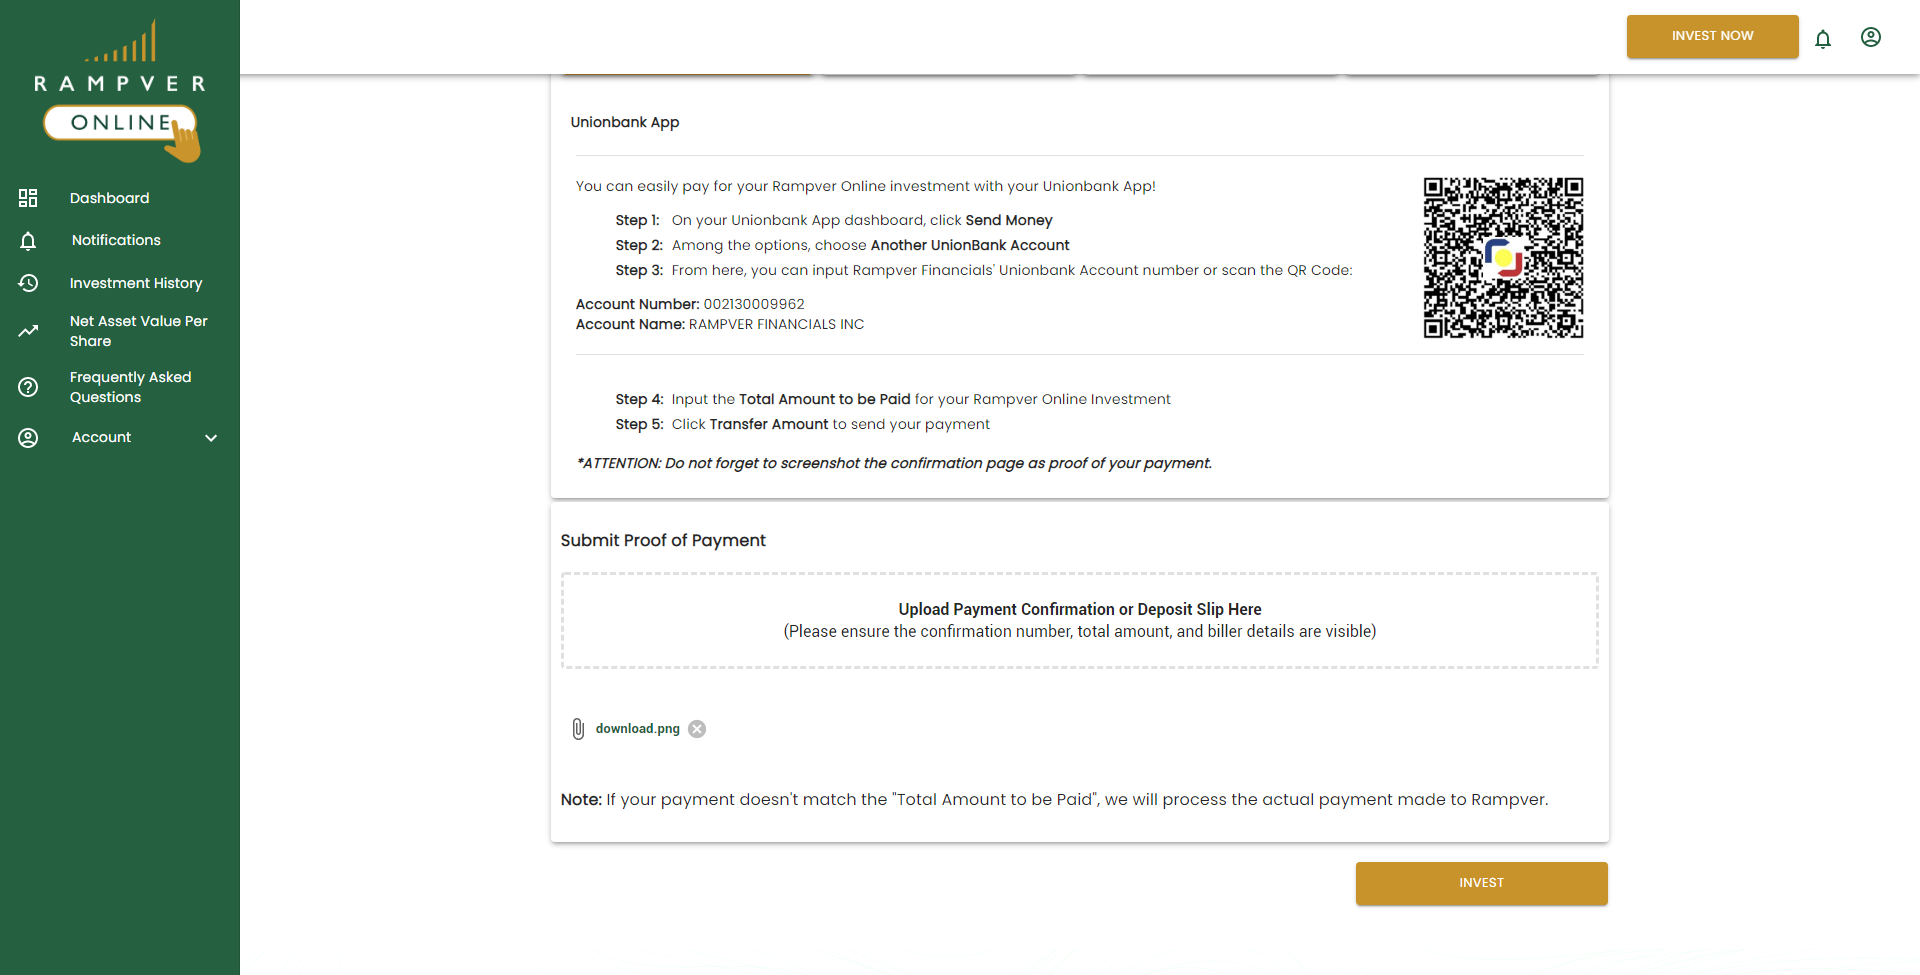 RAMPVER
ONLINE
INVEST NOW
Dashboard
Notifications
Investment History
Net Asset Value Per
Share
Frequently Asked
Questions
Account
Unionbank App
You can easily pay for your Rampver Online investment with your Unionbank App!
Step 1: On your Unionbank App dashboard, click Send Money
Step 2: Among the options, choose Another UnionBank Account
Step 3: From here, you can input Rampver Financials' Unionbank Account number or scan the QR Code:
Account Number: 002130009962
Account Name: RAMPVER FINANCIALS INC
Step 4: Input the Total Amount to be Paid for your Rampver Online Investment
Step 5: Click Transfer Amount to send your payment
*ATTENTION: Do not forget to screenshot the confirmation page as proof of your payment.
Submit Proof of Payment
Upload Payment Confirmation or Deposit Slip Here
(Please ensure the confirmation number, total amount, and biller details are visible)
download.png
Note: If your payment doesn't match the "Total Amount to be Paid", we will process the actual payment made to Rampver.
INVEST